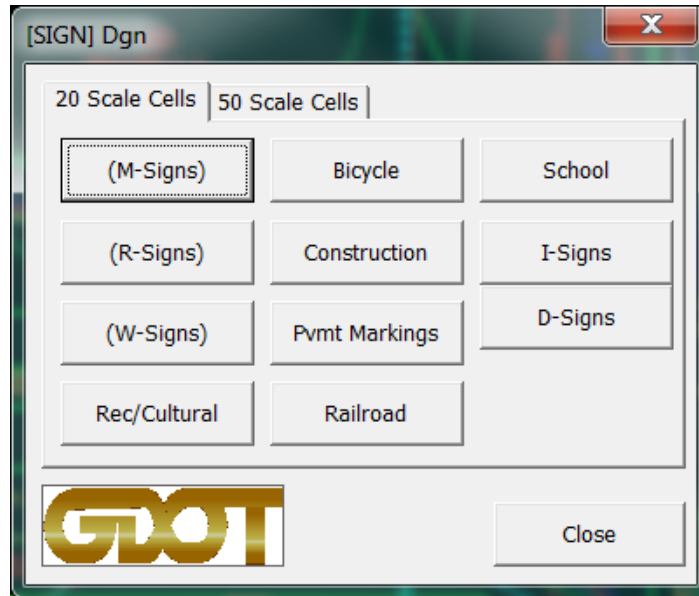 [SIGN] Dgn
X
20 Scale Cells
50 Scale Cells
(M-Signs)
Bicycle
School
(R-Signs)
Construction
I-Signs
(W-Signs)
Pvmt Markings
D-Signs
Rec/Cultural
Railroad
GDOT
Close